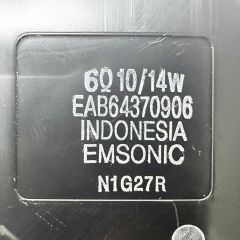 6Ω 10/14W
EAB64370906
INDONESIA
EMSONIC
N1G27R